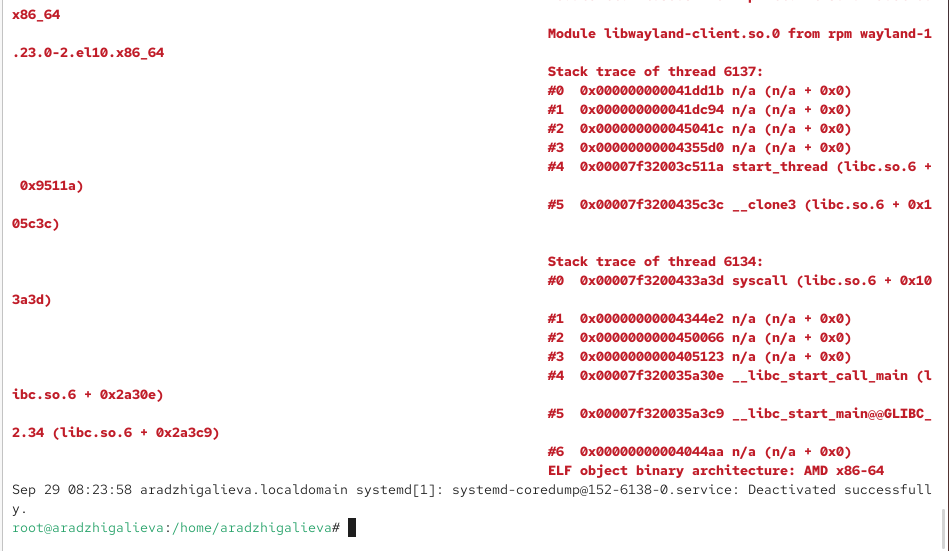 x86_64
Module libwayland-client.so.0 from rpm wayland-1
.23.0-2.el10.x86_64
Stack trace of thread 6137:
#0  0x000000000041dd1b n/a (n/a + 0x0)
#1  0x000000000041dc94 n/a (n/a + 0x0)
#2  0x000000000045041c n/a (n/a + 0x0)
#3  0x00000000004355d0 n/a (n/a + 0x0)
#4  0x00007f32003c511a start_thread (libc.so.6 +
 0x9511a)
#5  0x00007f3200435c3c __clone3 (libc.so.6 + 0x1
05c3c)
Stack trace of thread 6134:
#0  0x00007f3200433a3d syscall (libc.so.6 + 0x10
3a3d)
#1  0x00000000004344e2 n/a (n/a + 0x0)
#2  0x0000000000450066 n/a (n/a + 0x0)
#3  0x0000000000405123 n/a (n/a + 0x0)
#4  0x00007f320035a30e __libc_start_call_main (l
ibc.so.6 + 0x2a30e)
#5  0x00007f320035a3c9 __libc_start_main@@GLIBC_
2.34 (libc.so.6 + 0x2a3c9)
#6  0x00000000004044aa n/a (n/a + 0x0)
ELF object binary architecture: AMD x86-64
Sep 29 08:23:58 aradzhigalieva.localdomain systemd[1]: systemd-coredump@152-6138-0.service: Deactivated successfull
y.
root@aradzhigalieva:/home/aradzhigalieva#